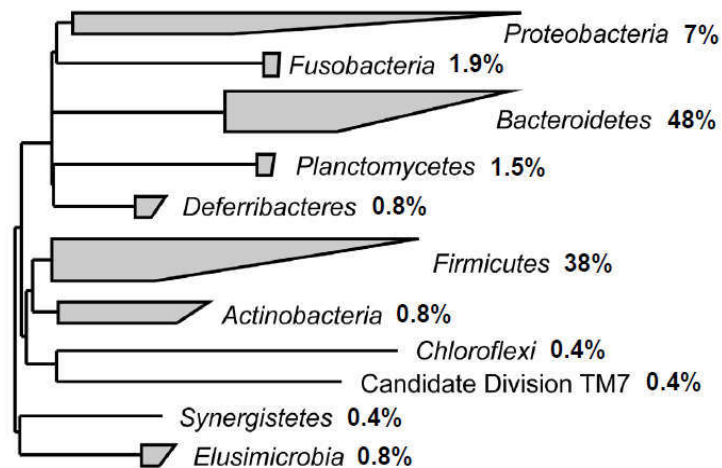 Proteobacteria 7%
Fusobacteria 1.9%
Bacteroidetes 48%
Planctomycetes 1.5%
Deferribacteres 0.8%
Firmicutes 38%
Actinobacteria 0.8%
Chloroflexi 0.4%
Candidate Division TM7 0.4%
Synergistetes 0.4%
Elusimicrobia 0.8%